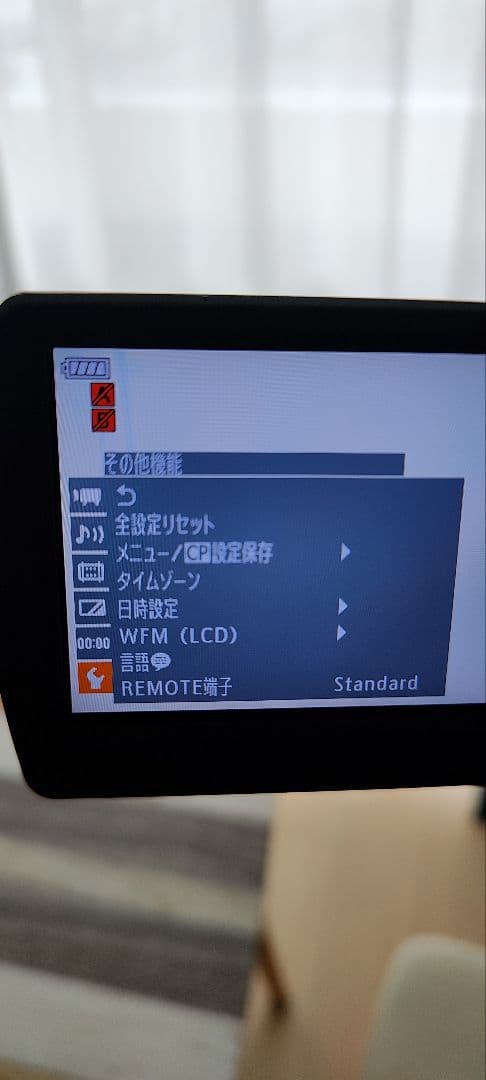 A
B
その他機能
全設定リセット
メニュー/CP設定保存
タイムゾーン
日時設定
00:00 WFM (LCD)
言語
REMOTE端子 Standard